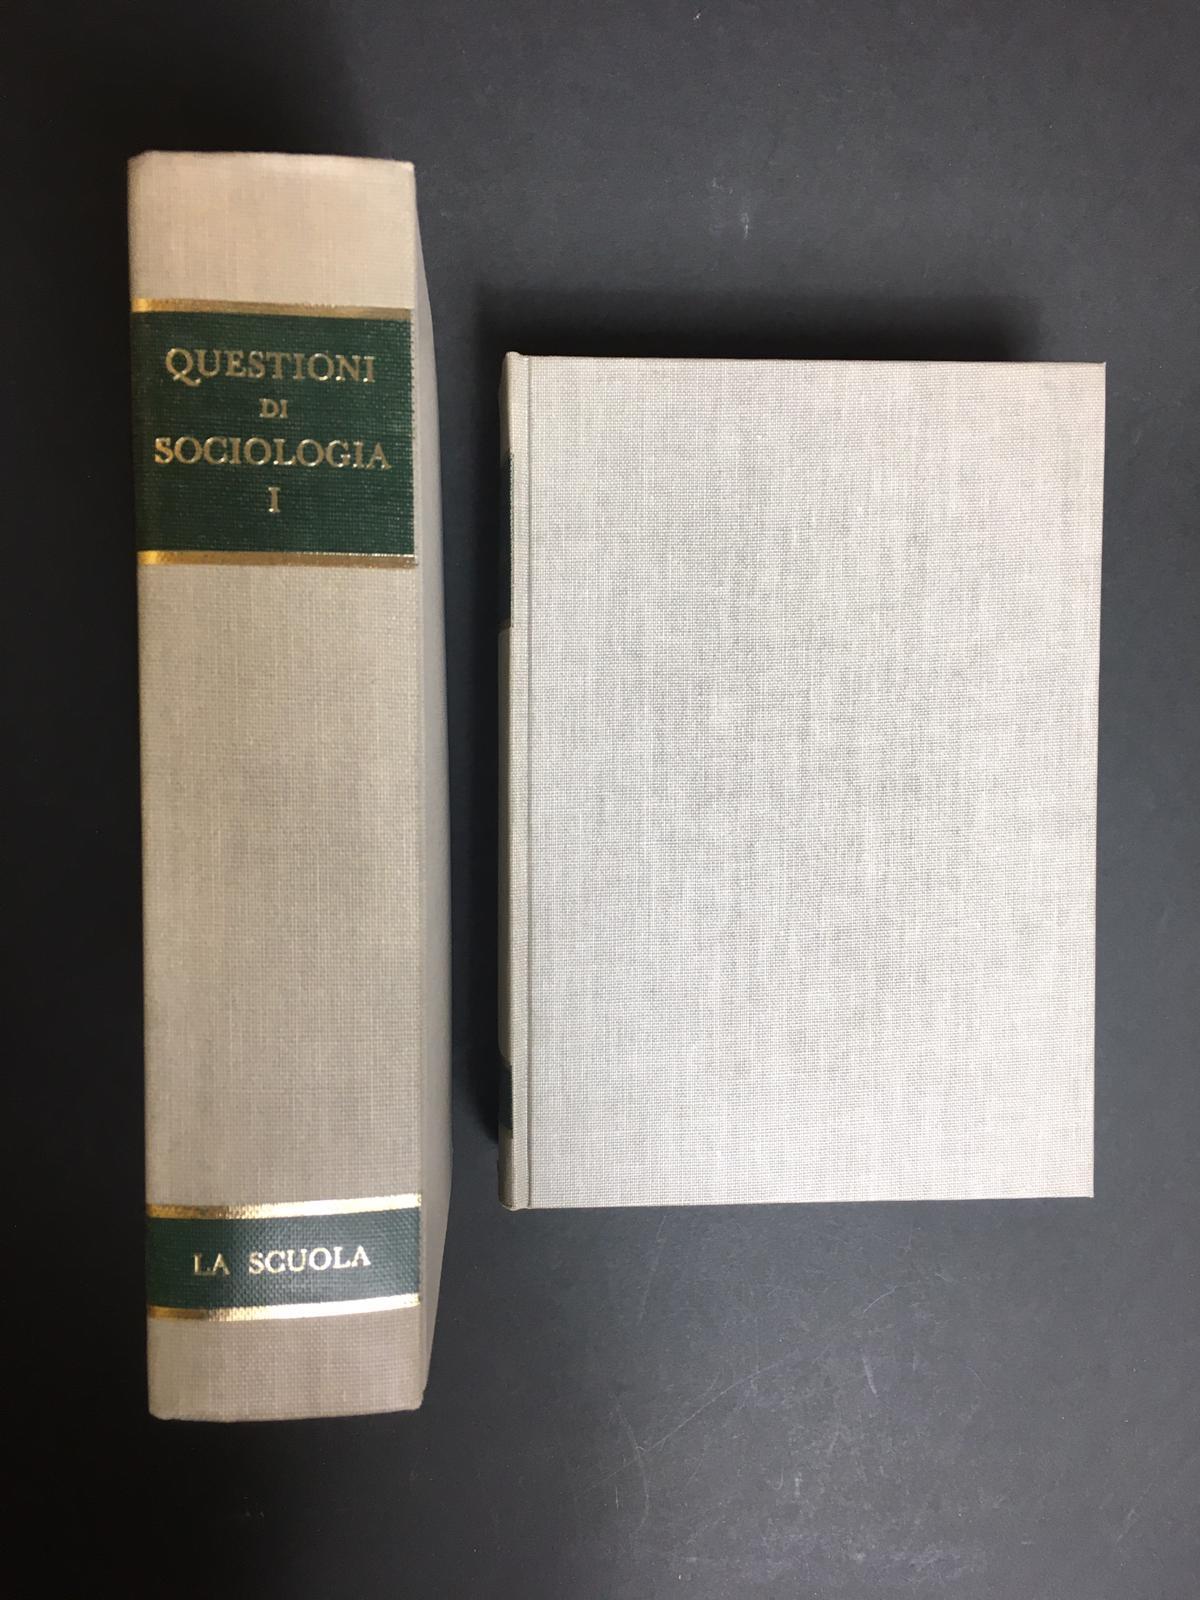 QUESTIONI
DI
SOCIOLOGIA
I
LA SCUOLA